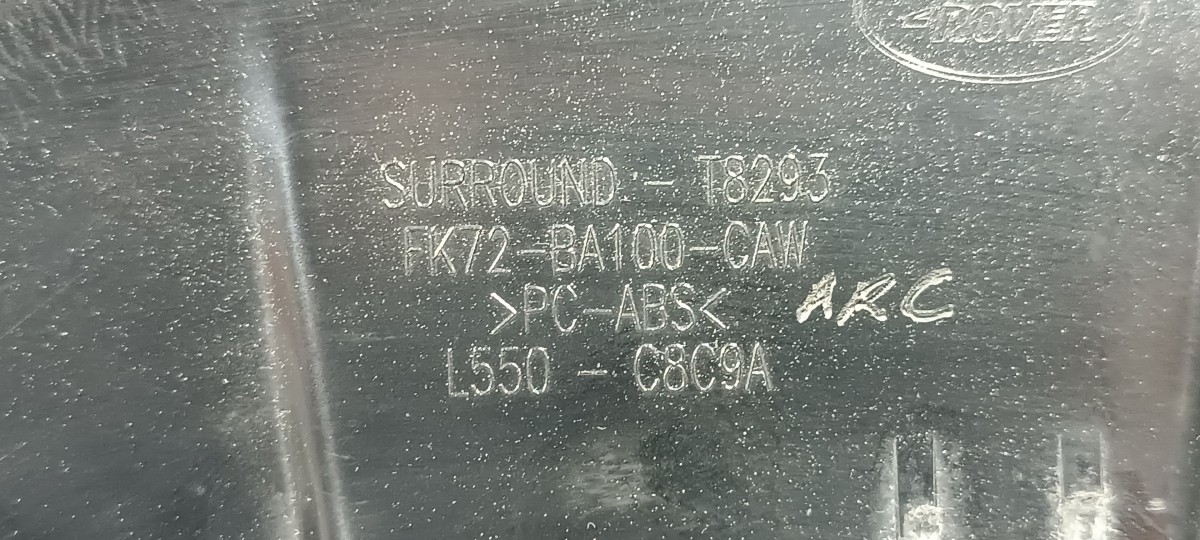 ROVER
SURROUND - T8293
FK72-BA100-CAW
>PC-ABS< ARC
L550 - C8C9A